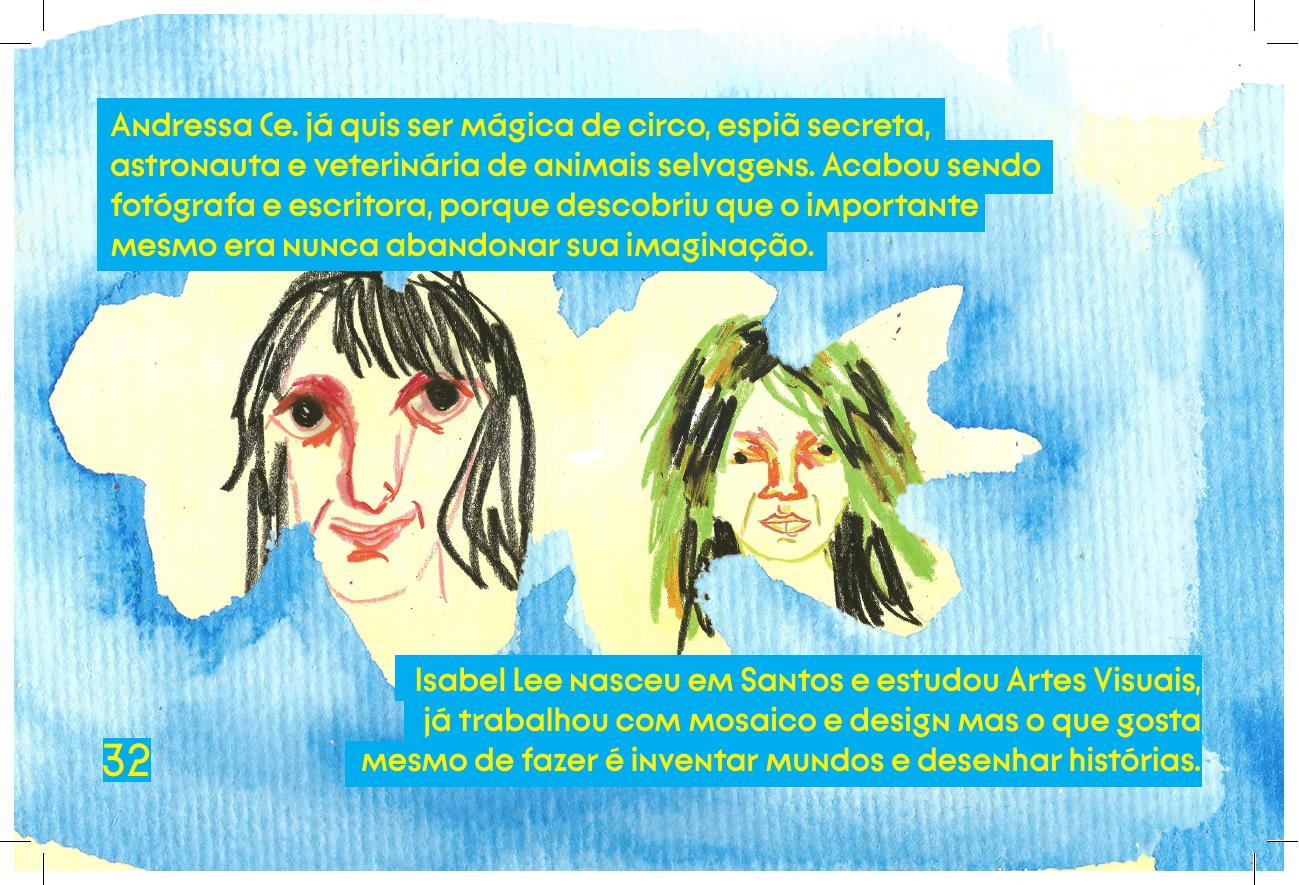 Andressa Ce. já quis ser mágica de circo, espiã secreta,
astronauta e veterinária de animais selvagens. Acabou sendo
fotógrafa e escritora, porque descobriu que o importante
mesmo era nunca abandonar sua imaginação.
Isabel Lee nasceu em Santos e estudou Artes Visuais,
já trabalhou com mosaico e design mas o que gosta
mesmo de fazer é inventar mundos e desenhar histórias.
32